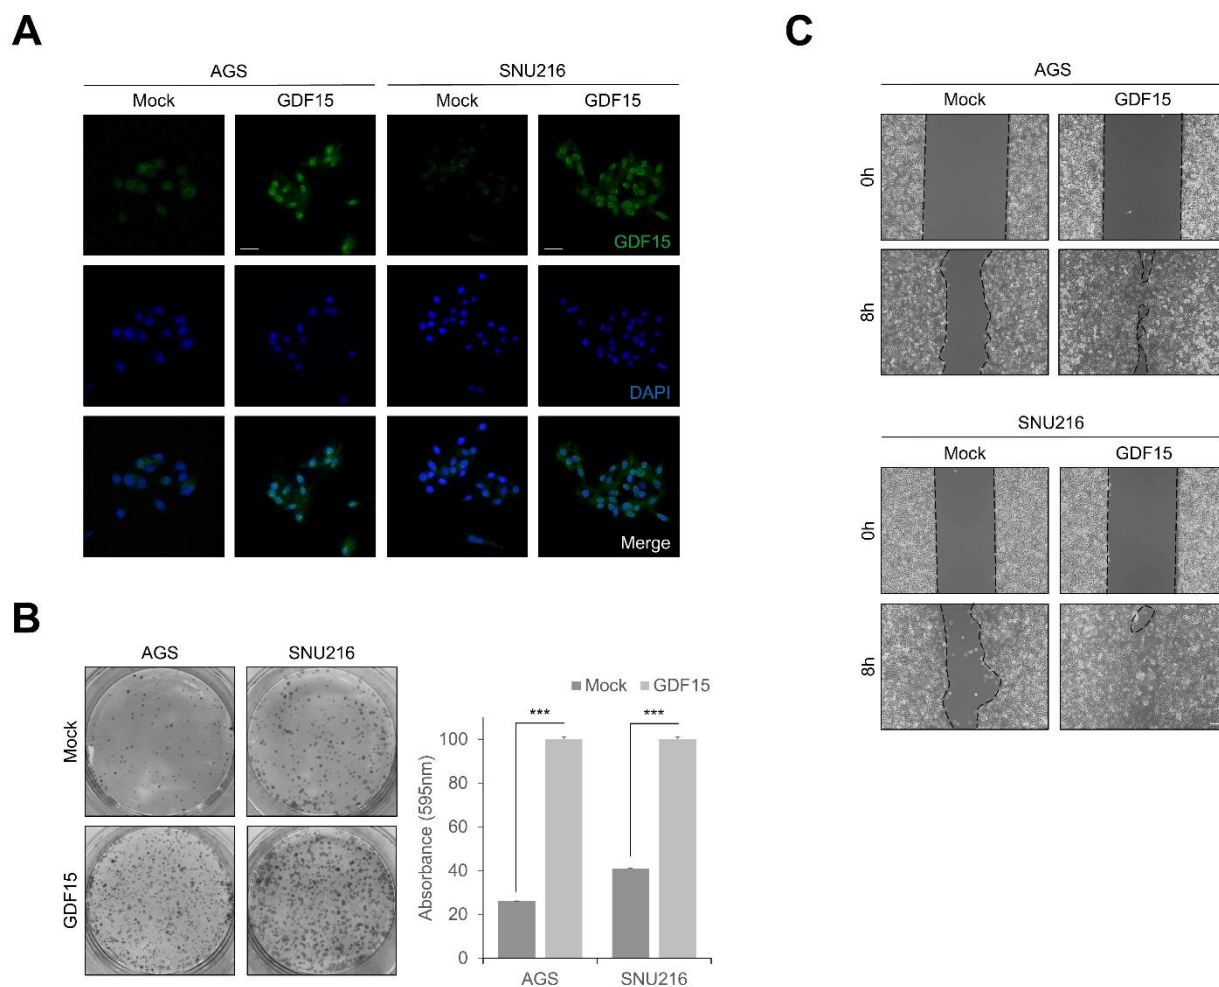 A
AGS SNU216
Mock GDF15 Mock GDF15
GDF15
DAPI
Merge
B
AGS SNU216
Mock
GDF15
Mock GDF15
*** ***
Absorbance (595nm)
100
80
60
40
20
0
AGS SNU216
C
AGS
Mock GDF15
0h
8h
SNU216
Mock GDF15
0h
8h